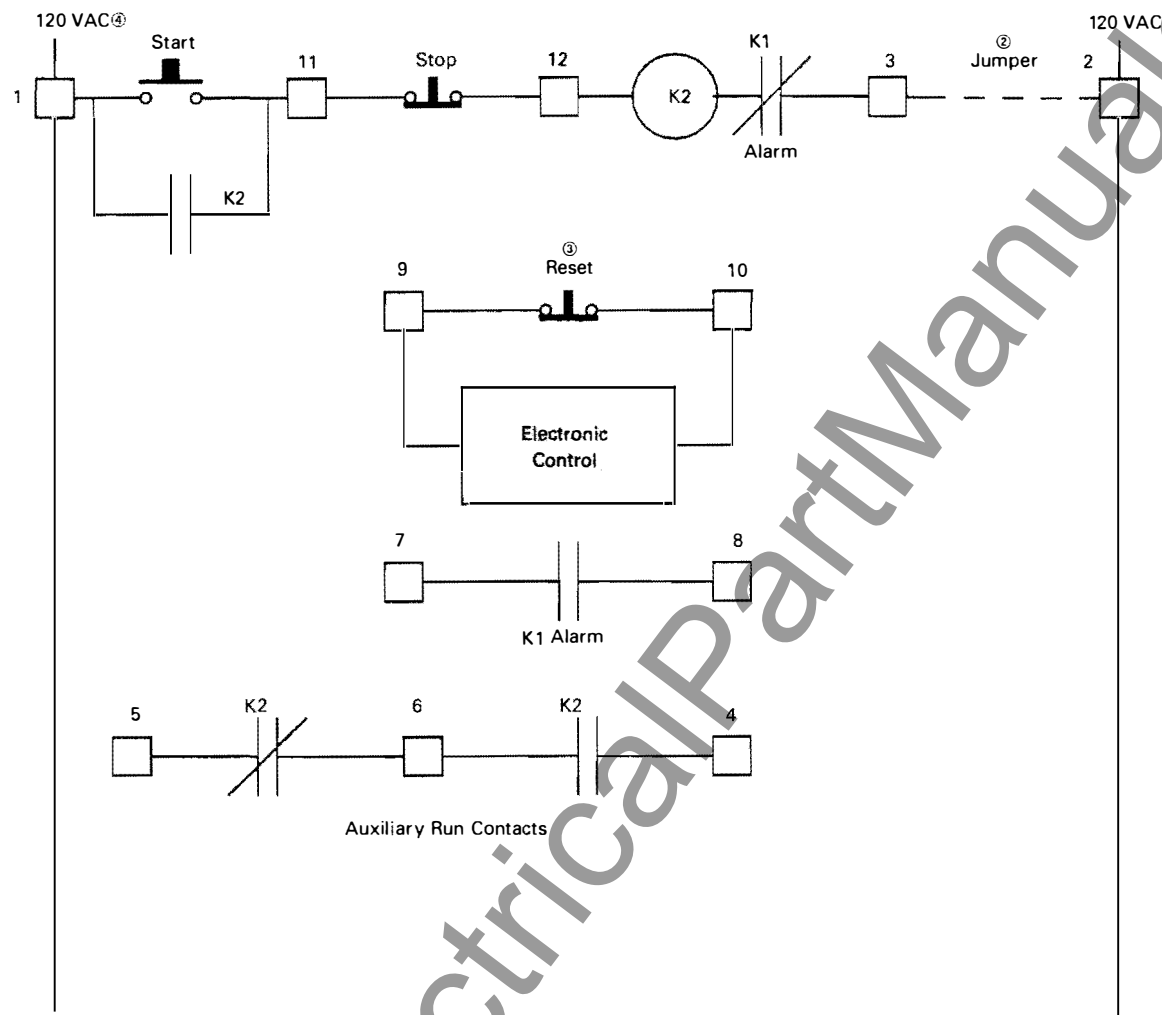 120 VAC④
120 VAC
Start
11
Stop
12
K1
3
②
Jumper
2
1
K2
Alarm
K2
③
Reset
9
10
Electronic
Control
7
8
K1 Alarm
5
K2
6
K2
4
Auxiliary Run Contacts
ctricalPartManual